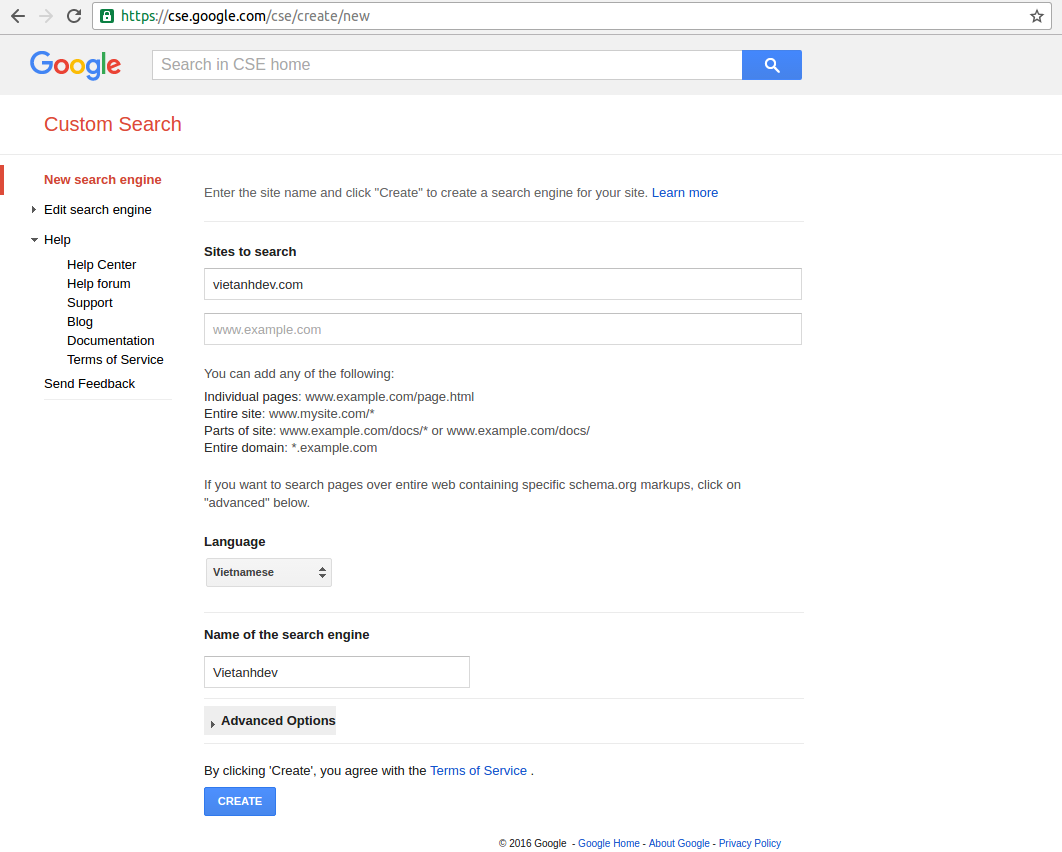 https://cse.google.com/cse/create/new
Google
Search in CSE home
Custom Search
New search engine
Edit search engine
Help
Help Center
Help forum
Support
Blog
Documentation
Terms of Service
Send Feedback
Enter the site name and click "Create" to create a search engine for your site. Learn more
Sites to search
vietanhdev.com
www.example.com
You can add any of the following:
Individual pages: www.example.com/page.html
Entire site: www.mysite.com/*
Parts of site: www.example.com/docs/* or www.example.com/docs/
Entire domain: *.example.com
If you want to search pages over entire web containing specific schema.org markups, click on
"advanced" below.
Language
Vietnamese
Name of the search engine
Vietanhdev
Advanced Options
By clicking 'Create', you agree with the Terms of Service .
CREATE
© 2016 Google - Google Home - About Google - Privacy Policy